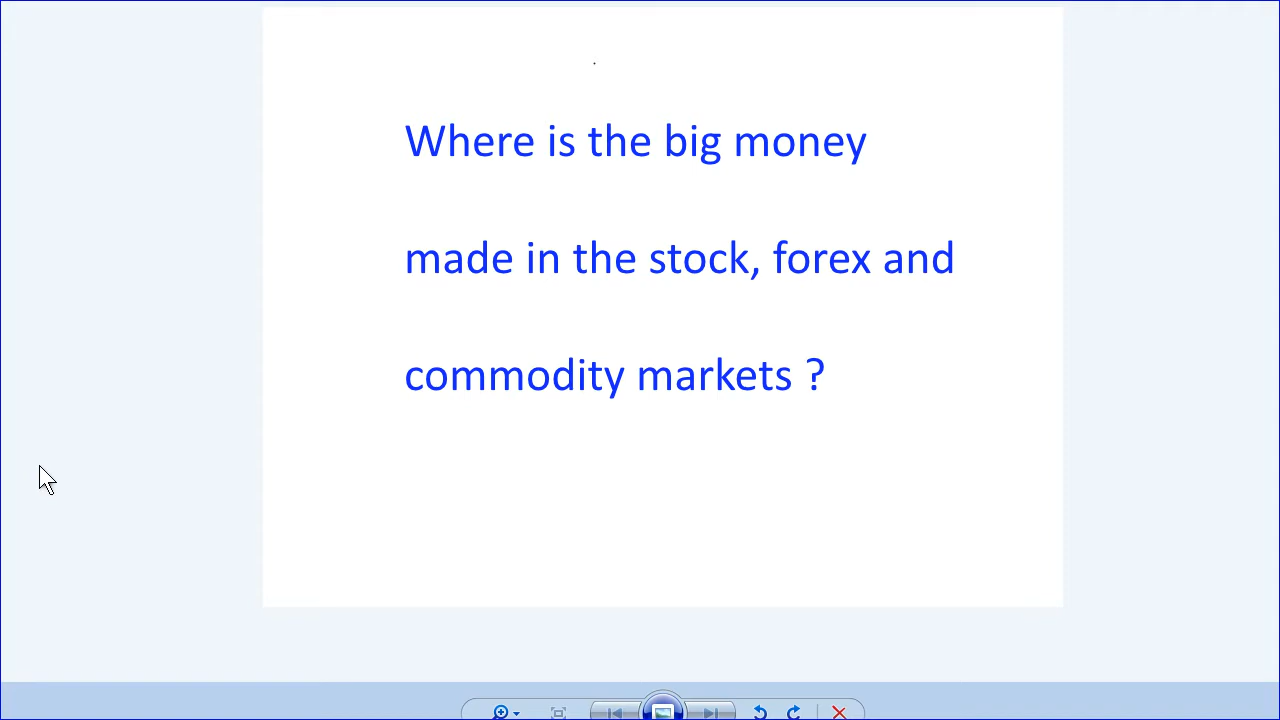 Where is the big money
made in the stock, forex and
commodity markets ?